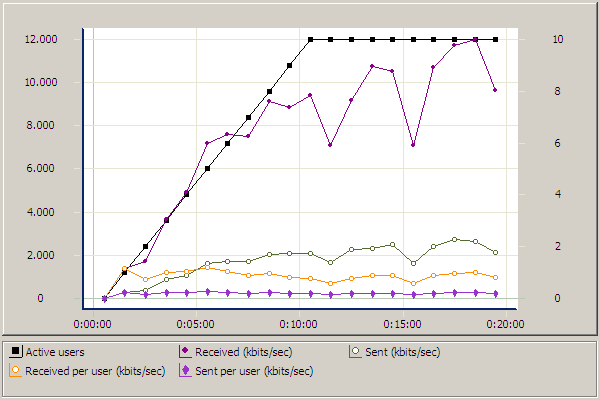 12.000 10
10.000 8
8.000 6
6.000
4.000 4
2.000 2
0 0
0:00:00 0:05:00 0:10:00 0:15:00 0:20:00
Active users Received (kbits/sec) Sent (kbits/sec)
Received per user (kbits/sec) Sent per user (kbits/sec)